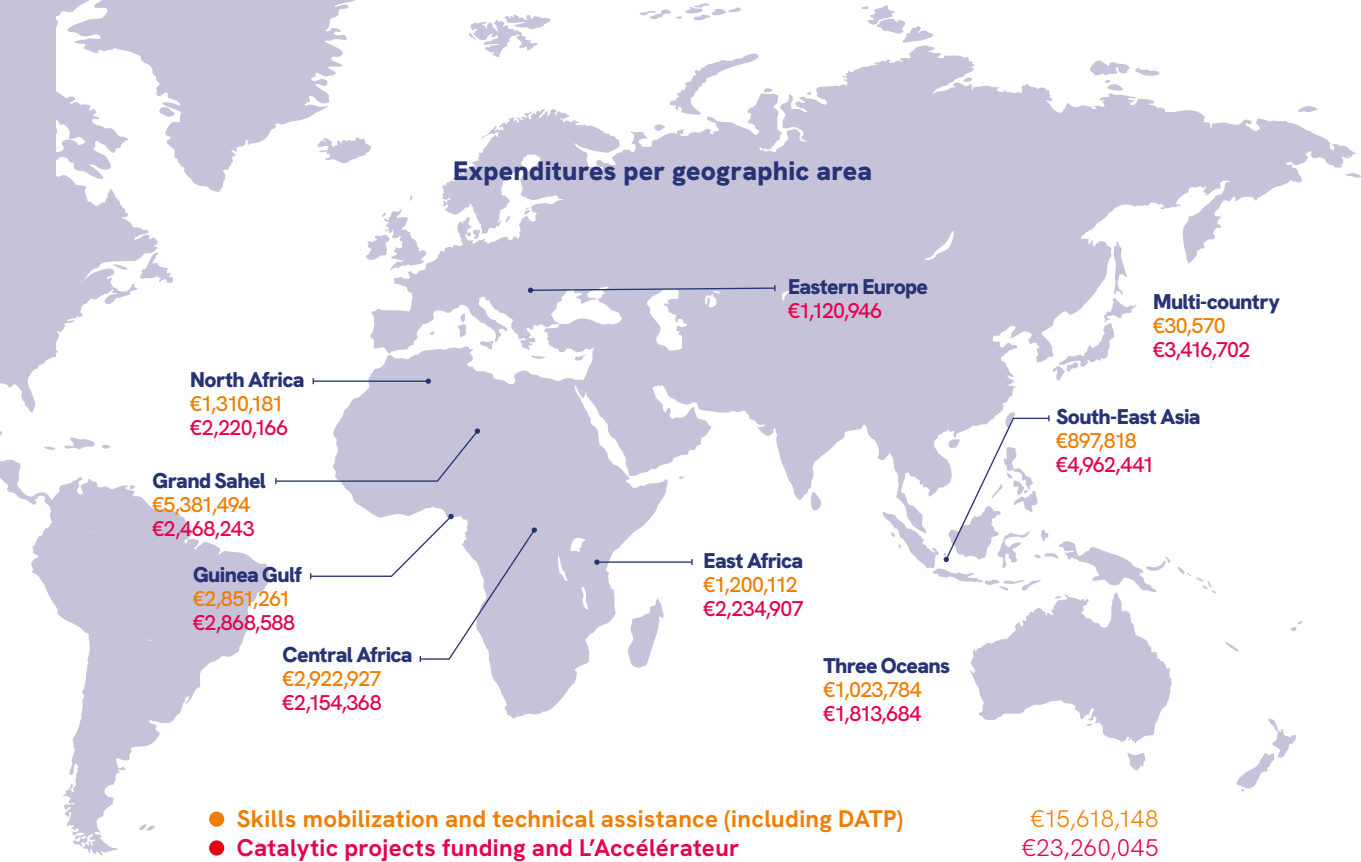 Expenditures per geographic area
Eastern Europe
€1,120,946
Multi-country
€30,570
€3,416,702
North Africa
€1,310,181
€2,220,166
South-East Asia
€897,818
€4,962,441
Grand Sahel
€5,381,494
€2,468,243
East Africa
€1,200,112
€2,234,907
Guinea Gulf
€2,851,261
€2,868,588
Central Africa
€2,922,927
€2,154,368
Three Oceans
€1,023,784
€1,813,684
Skills mobilization and technical assistance (including DATP) €15,618,148
Catalytic projects funding and L'Accélérateur €23,260,045